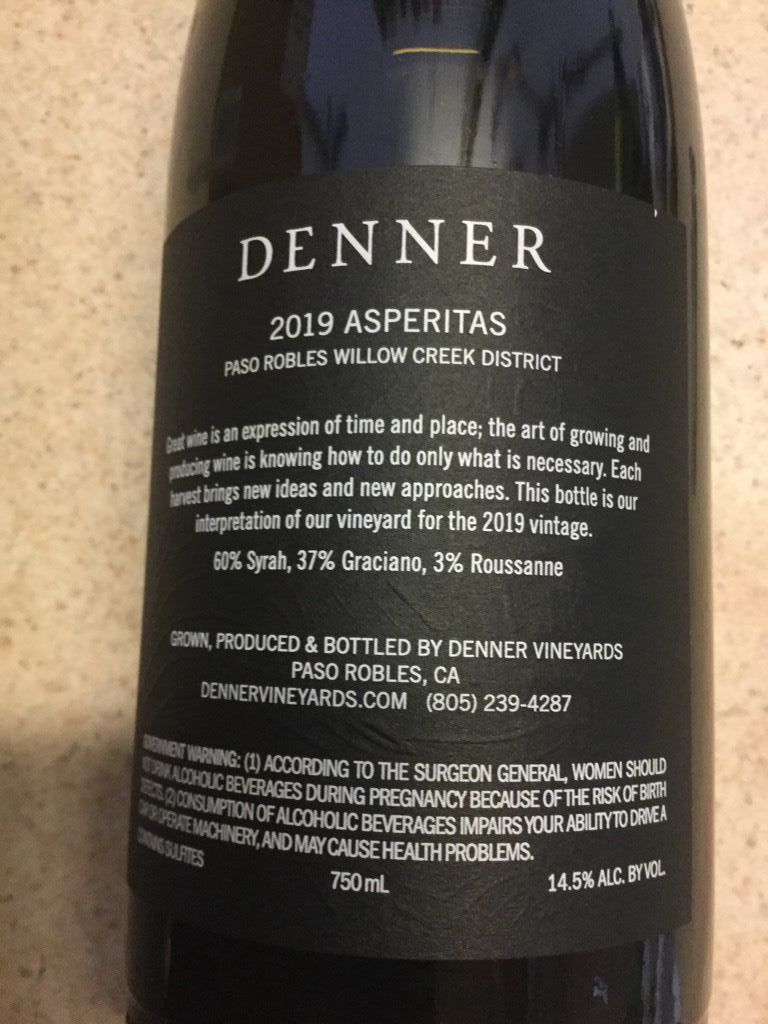 DENNER
2019 ASPERITAS
PASO ROBLES WILLOW CREEK DISTRICT
Great wine is an expression of time and place; the art of growing and
producing wine is knowing how to do only what is necessary. Each
harvest brings new ideas and new approaches. This bottle is our
interpretation of our vineyard for the 2019 vintage.
60% Syrah, 37% Graciano, 3% Roussanne
GROWN, PRODUCED & BOTTLED BY DENNER VINEYARDS
PASO ROBLES, CA
DENNERVINEYARDS.COM (805) 239-4287
GOVERNMENT WARNING: (1) ACCORDING TO THE SURGEON GENERAL, WOMEN SHOULD
NOT DRINK ALCOHOLIC BEVERAGES DURING PREGNANCY BECAUSE OF THE RISK OF BIRTH
DEFECTS. (2) CONSUMPTION OF ALCOHOLIC BEVERAGES IMPAIRS YOUR ABILITY TO DRIVE A
CAR OR OPERATE MACHINERY, AND MAY CAUSE HEALTH PROBLEMS.
CONTAINS SULFITES
750 mL
14.5% ALC. BY VOL.